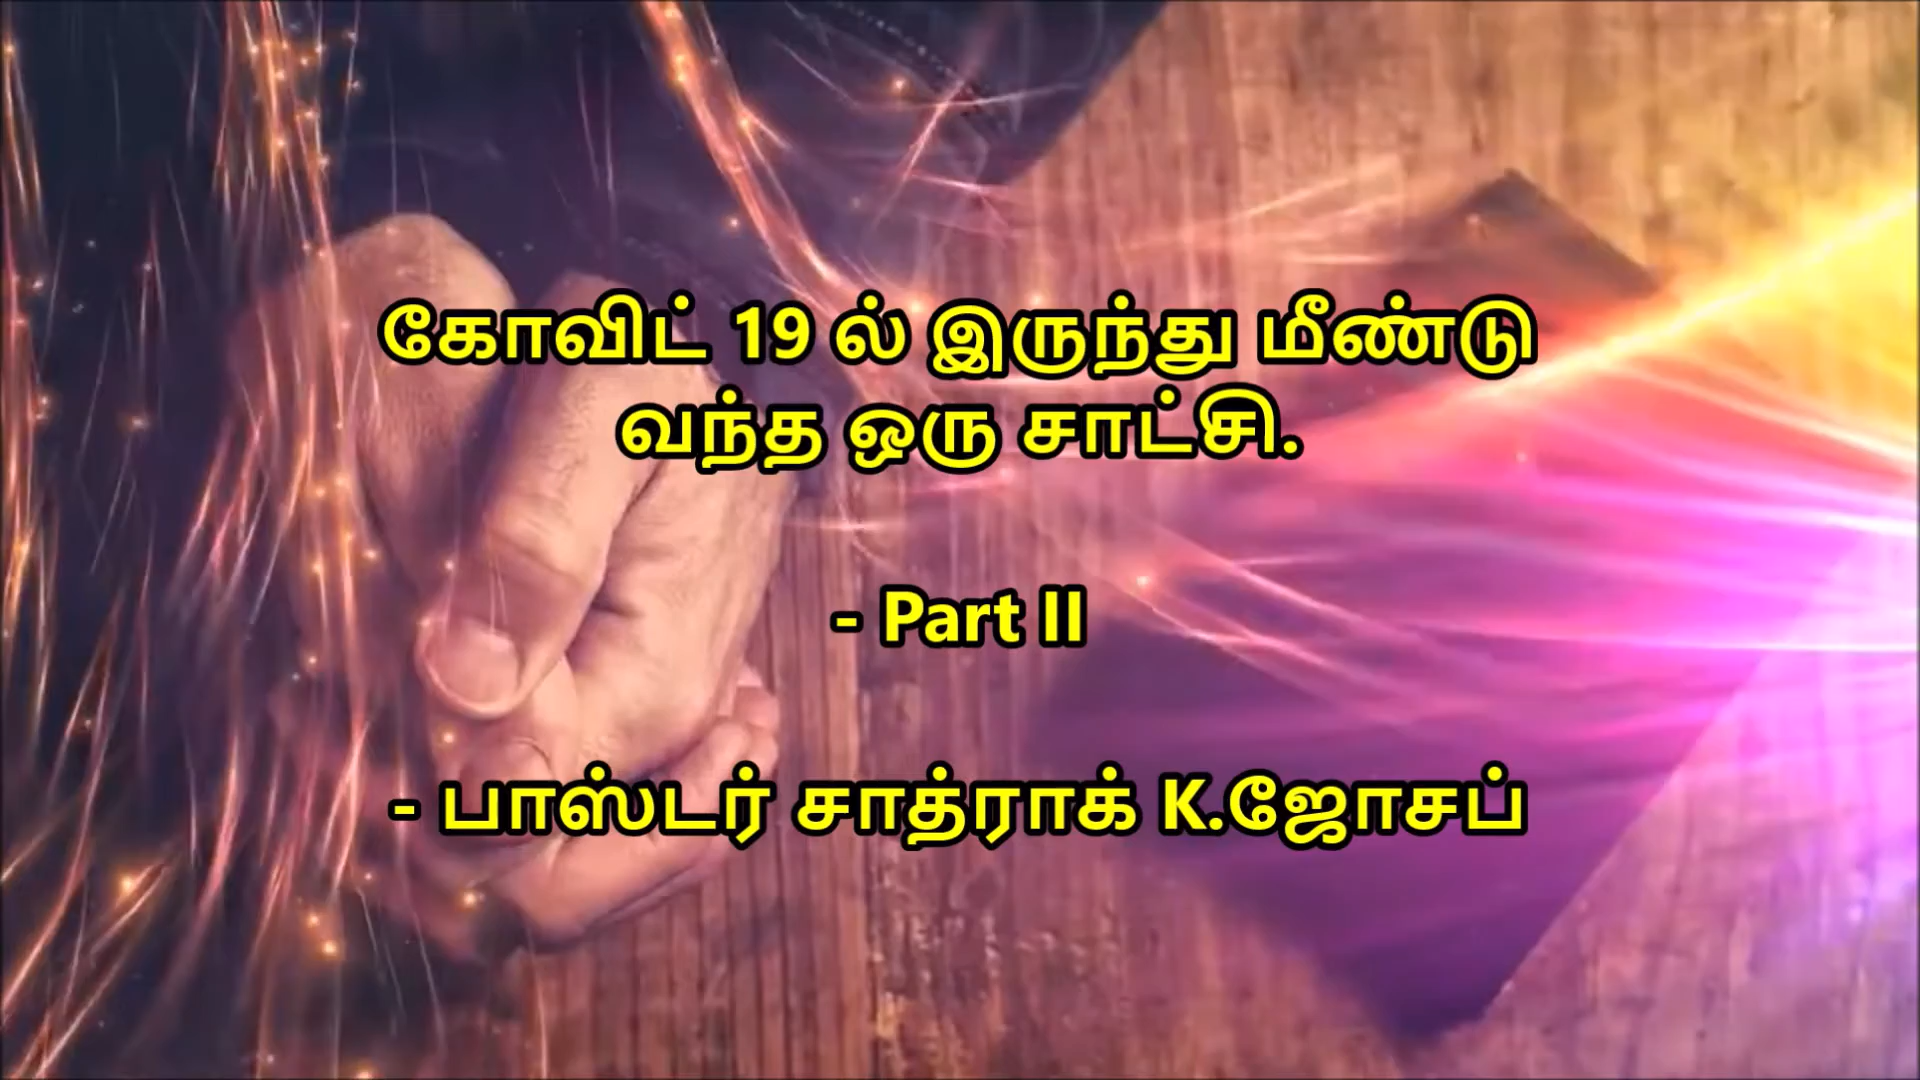 கோவிட் 19 ல் இருந்து மீண்டு
வந்த ஒரு சாட்சி.
- Part II
- பாஸ்டர் சாத்ராக் K.ஜோசப்